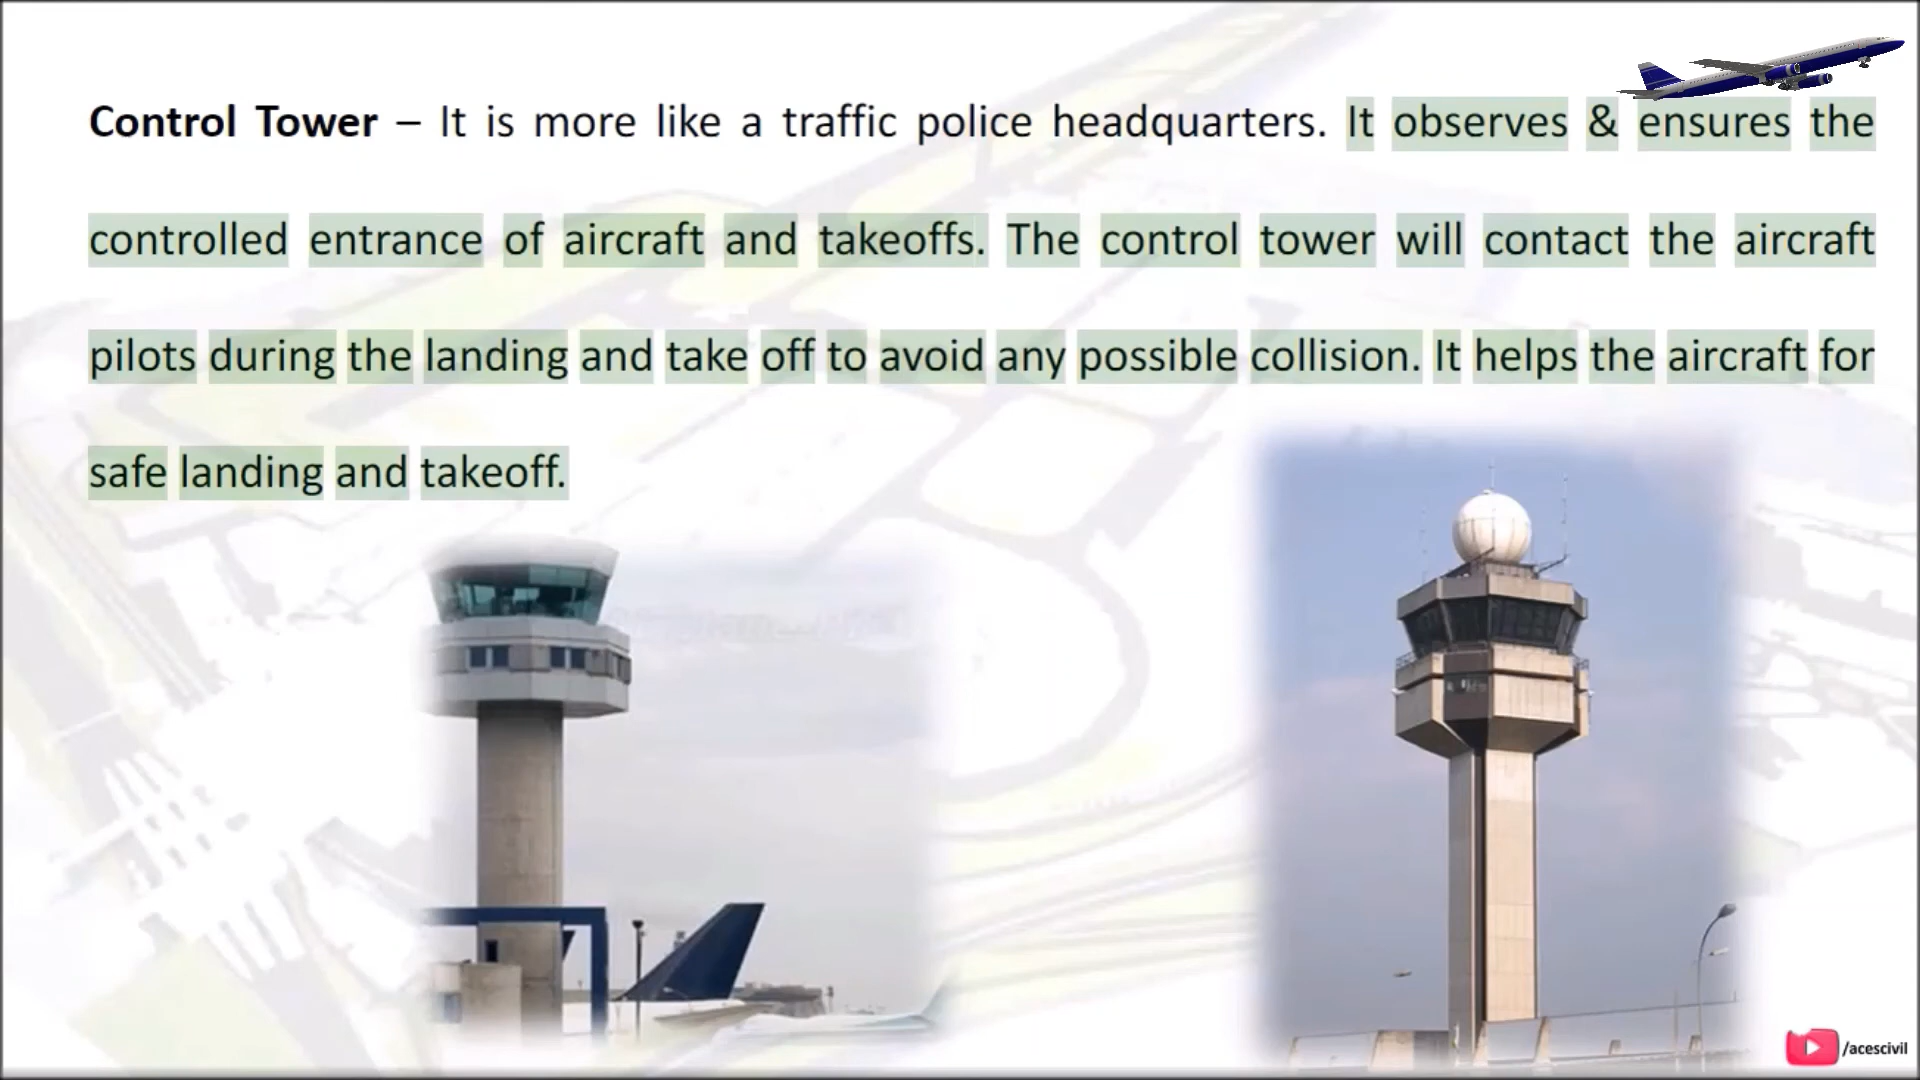 Control Tower – It is more like a traffic police headquarters. It observes & ensures the
controlled entrance of aircraft and takeoffs. The control tower will contact the aircraft
pilots during the landing and take off to avoid any possible collision. It helps the aircraft for
safe landing and takeoff.
/acescivil